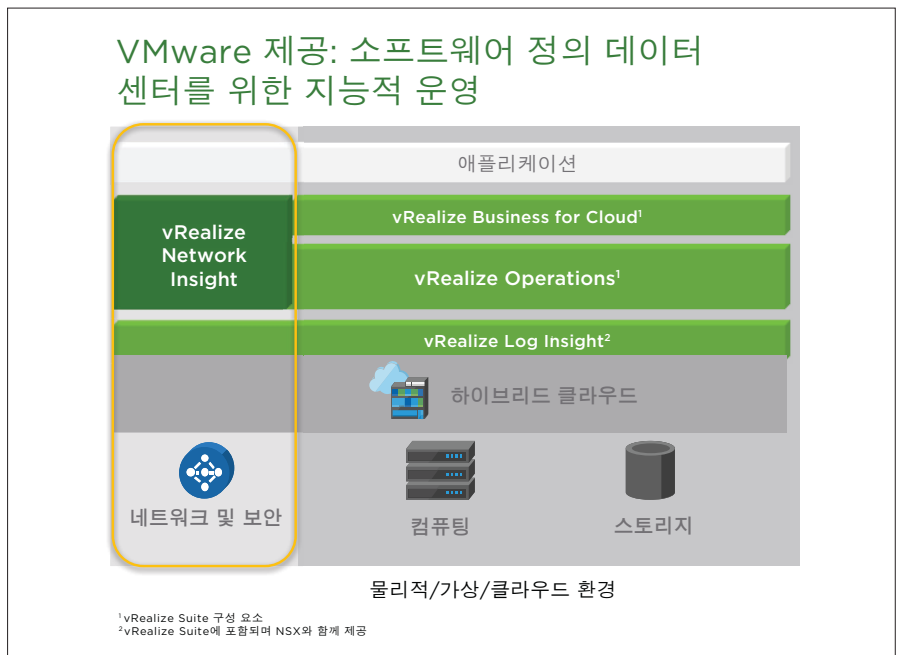 VMware 제공: 소프트웨어 정의 데이터
센터를 위한 지능적 운영
애플리케이션
vRealize
Network
Insight
vRealize Business for Cloud¹
vRealize Operations¹
vRealize Log Insight²
하이브리드 클라우드
네트워크 및 보안
컴퓨팅
스토리지
물리적/가상/클라우드 환경
¹vRealize Suite 구성 요소
²vRealize Suite에 포함되며 NSX와 함께 제공